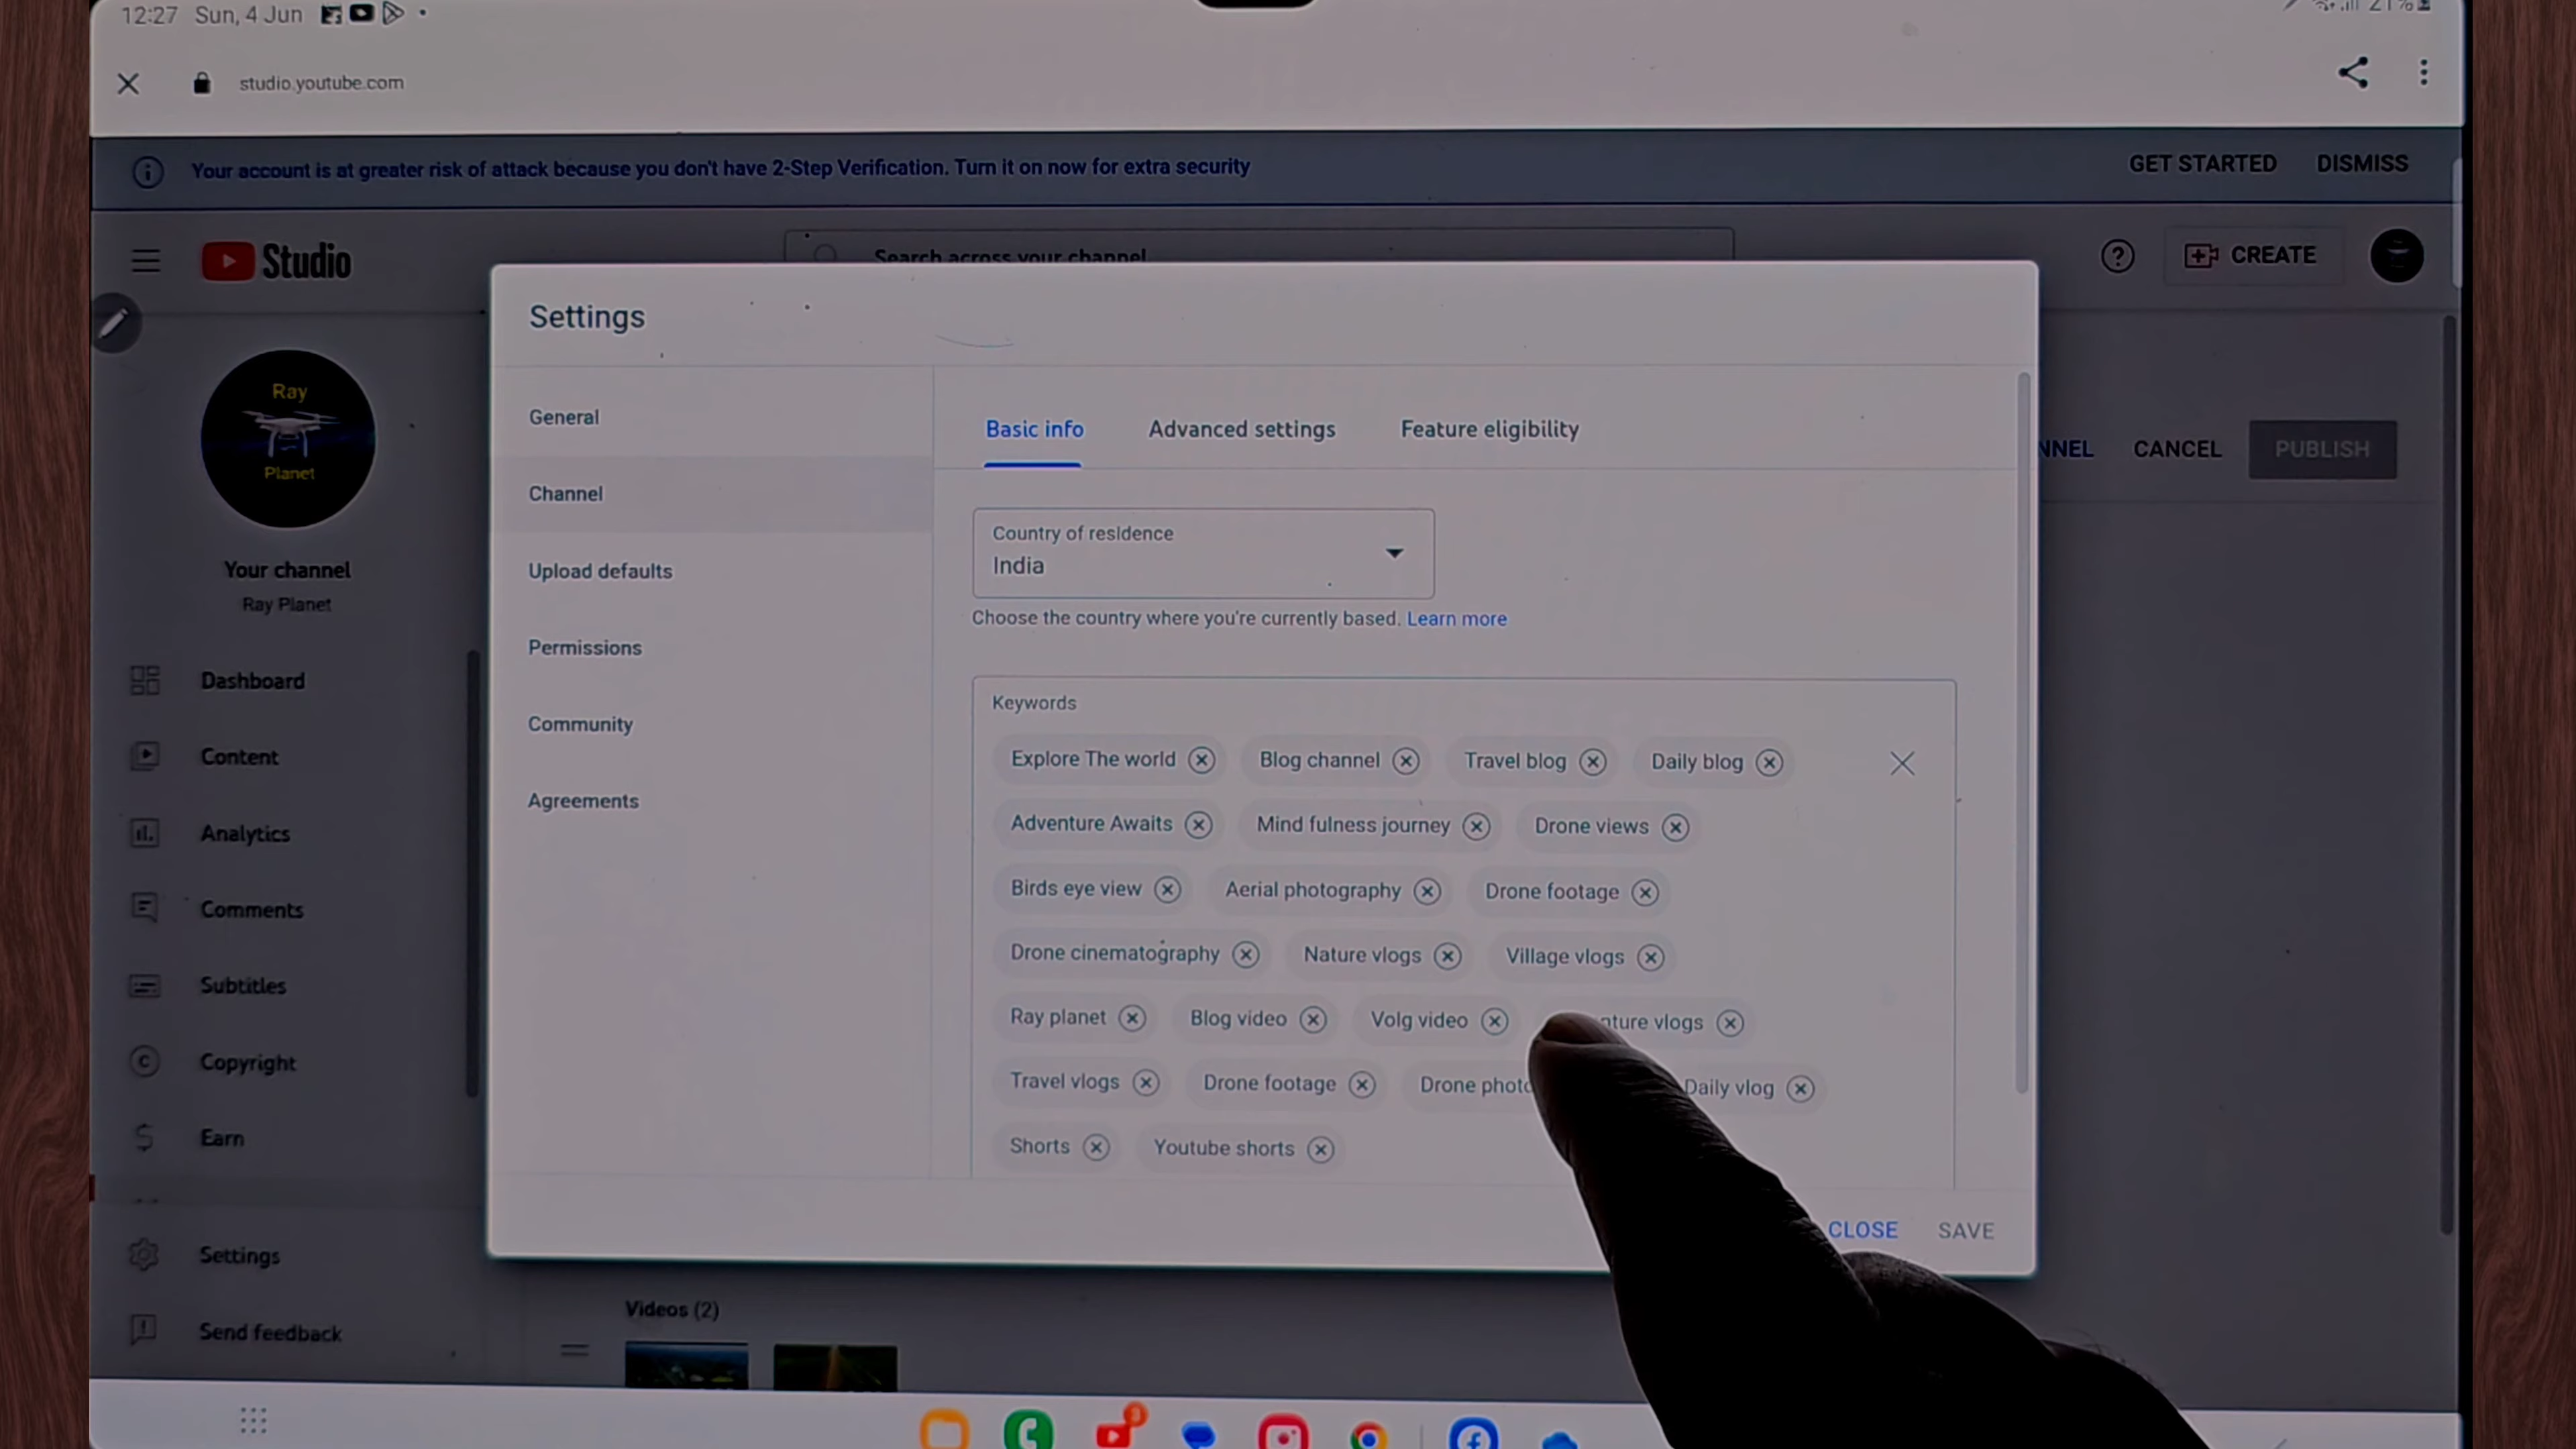 12:27 Sun, 4 Jun
21%
studio.youtube.com
Your account is at greater risk of attack because you don't have 2-Step Verification. Turn it on now for extra security
GET STARTED DISMISS
Studio
Search across your channel
CREATE
Settings
Ray
Planet
General
Basic info Advanced settings Feature eligibility
NNEL CANCEL PUBLISH
Channel
Country of residence
India
Your channel
Ray Planet
Upload defaults
Choose the country where you're currently based. Learn more
Permissions
Dashboard
Keywords
Community
Content
Explore The world Blog channel Travel blog Daily blog
Agreements
Analytics
Adventure Awaits Mind fulness journey Drone views
Comments
Birds eye view Aerial photography Drone footage
Subtitles
Drone cinematography Nature vlogs Village vlogs
Copyright
Ray planet Blog video Volg video ture vlogs
Earn
Travel vlogs Drone footage Drone photo Daily vlog
Shorts Youtube shorts
Settings
CLOSE SAVE
Send feedback
Videos (2)
3